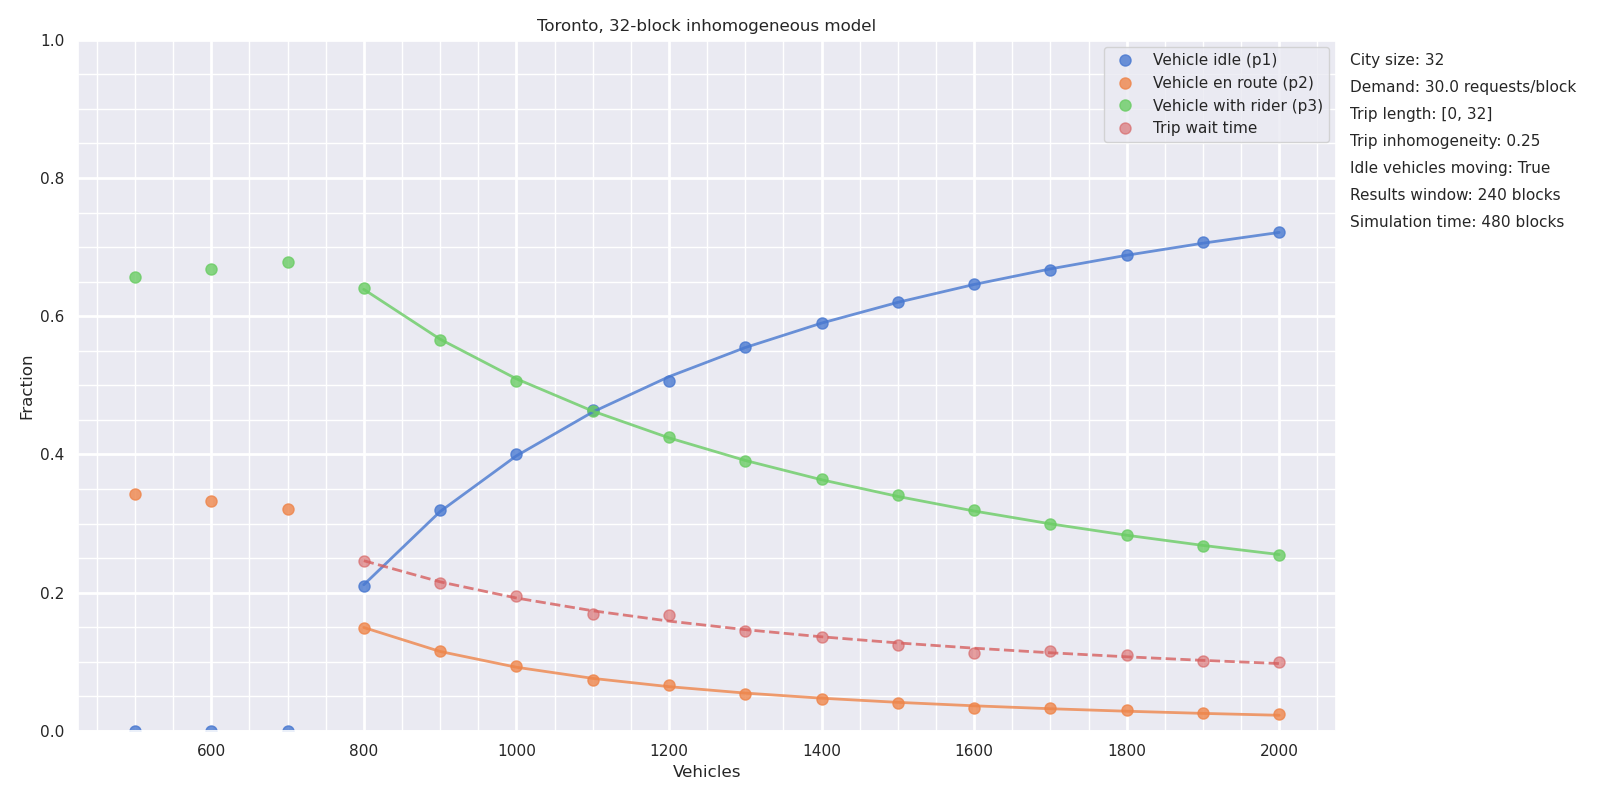 Toronto, 32-block inhomogeneous model
1.0
0.8
0.6
0.4
0.2
0.0
Fraction
600
800
1000
1200
1400
1600
1800
2000
Vehicles
Vehicle idle (p1)
Vehicle en route (p2)
Vehicle with rider (p3)
Trip wait time
City size: 32
Demand: 30.0 requests/block
Trip length: [0, 32]
Trip inhomogeneity: 0.25
Idle vehicles moving: True
Results window: 240 blocks
Simulation time: 480 blocks